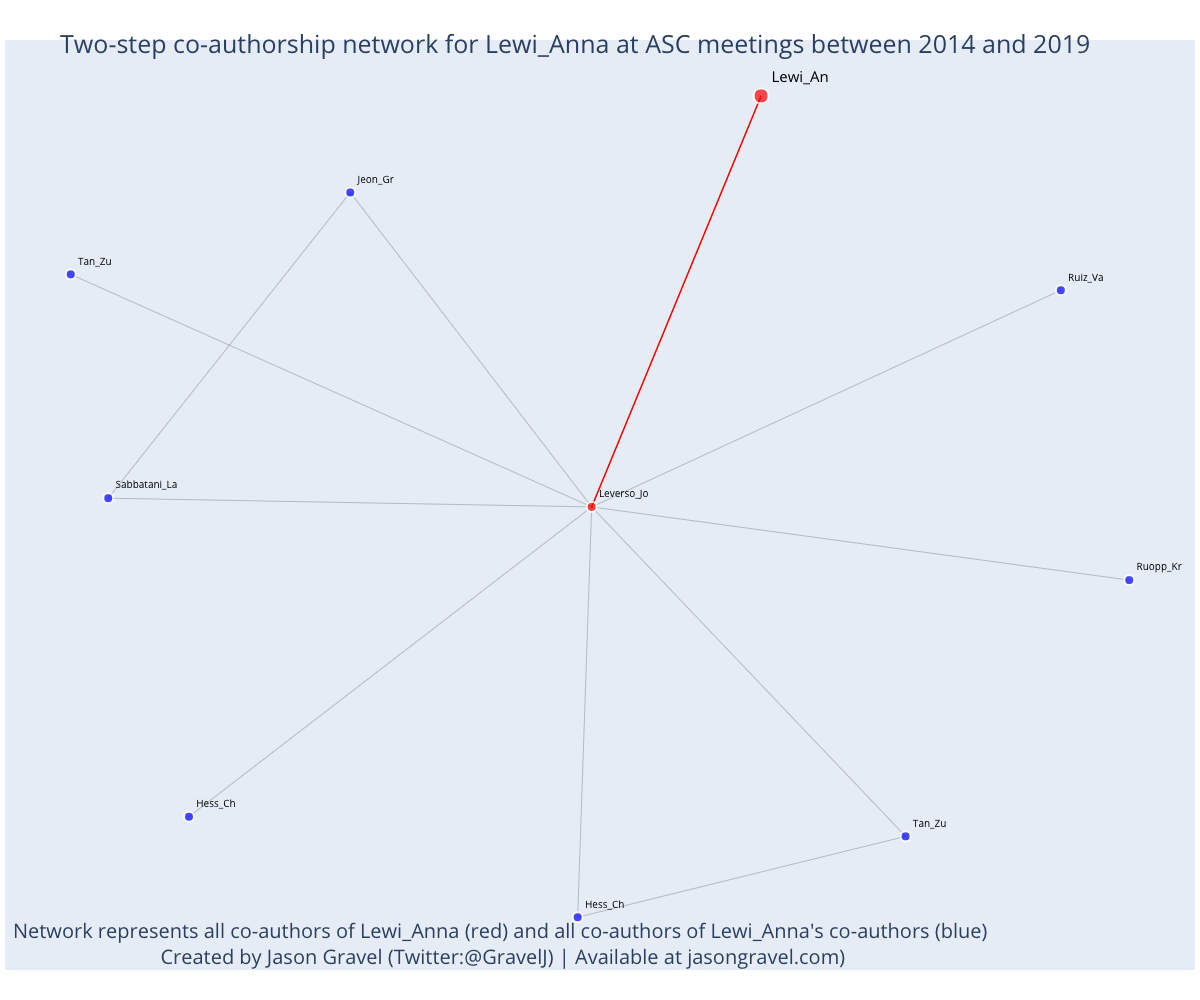 Two-step co-authorship network for Lewi_Anna at ASC meetings between 2014 and 2019
Lewi_An
Jeon_Gr
Tan_Zu
Ruiz_Va
Sabbatani_La
Leverso_Jo
Ruopp_Kr
Hess_Ch
Tan_Zu
Hess_Ch
Network represents all co-authors of Lewi_Anna (red) and all co-authors of Lewi_Anna's co-authors (blue)
Created by Jason Gravel (Twitter:@GravelJ) | Available at jasongravel.com)